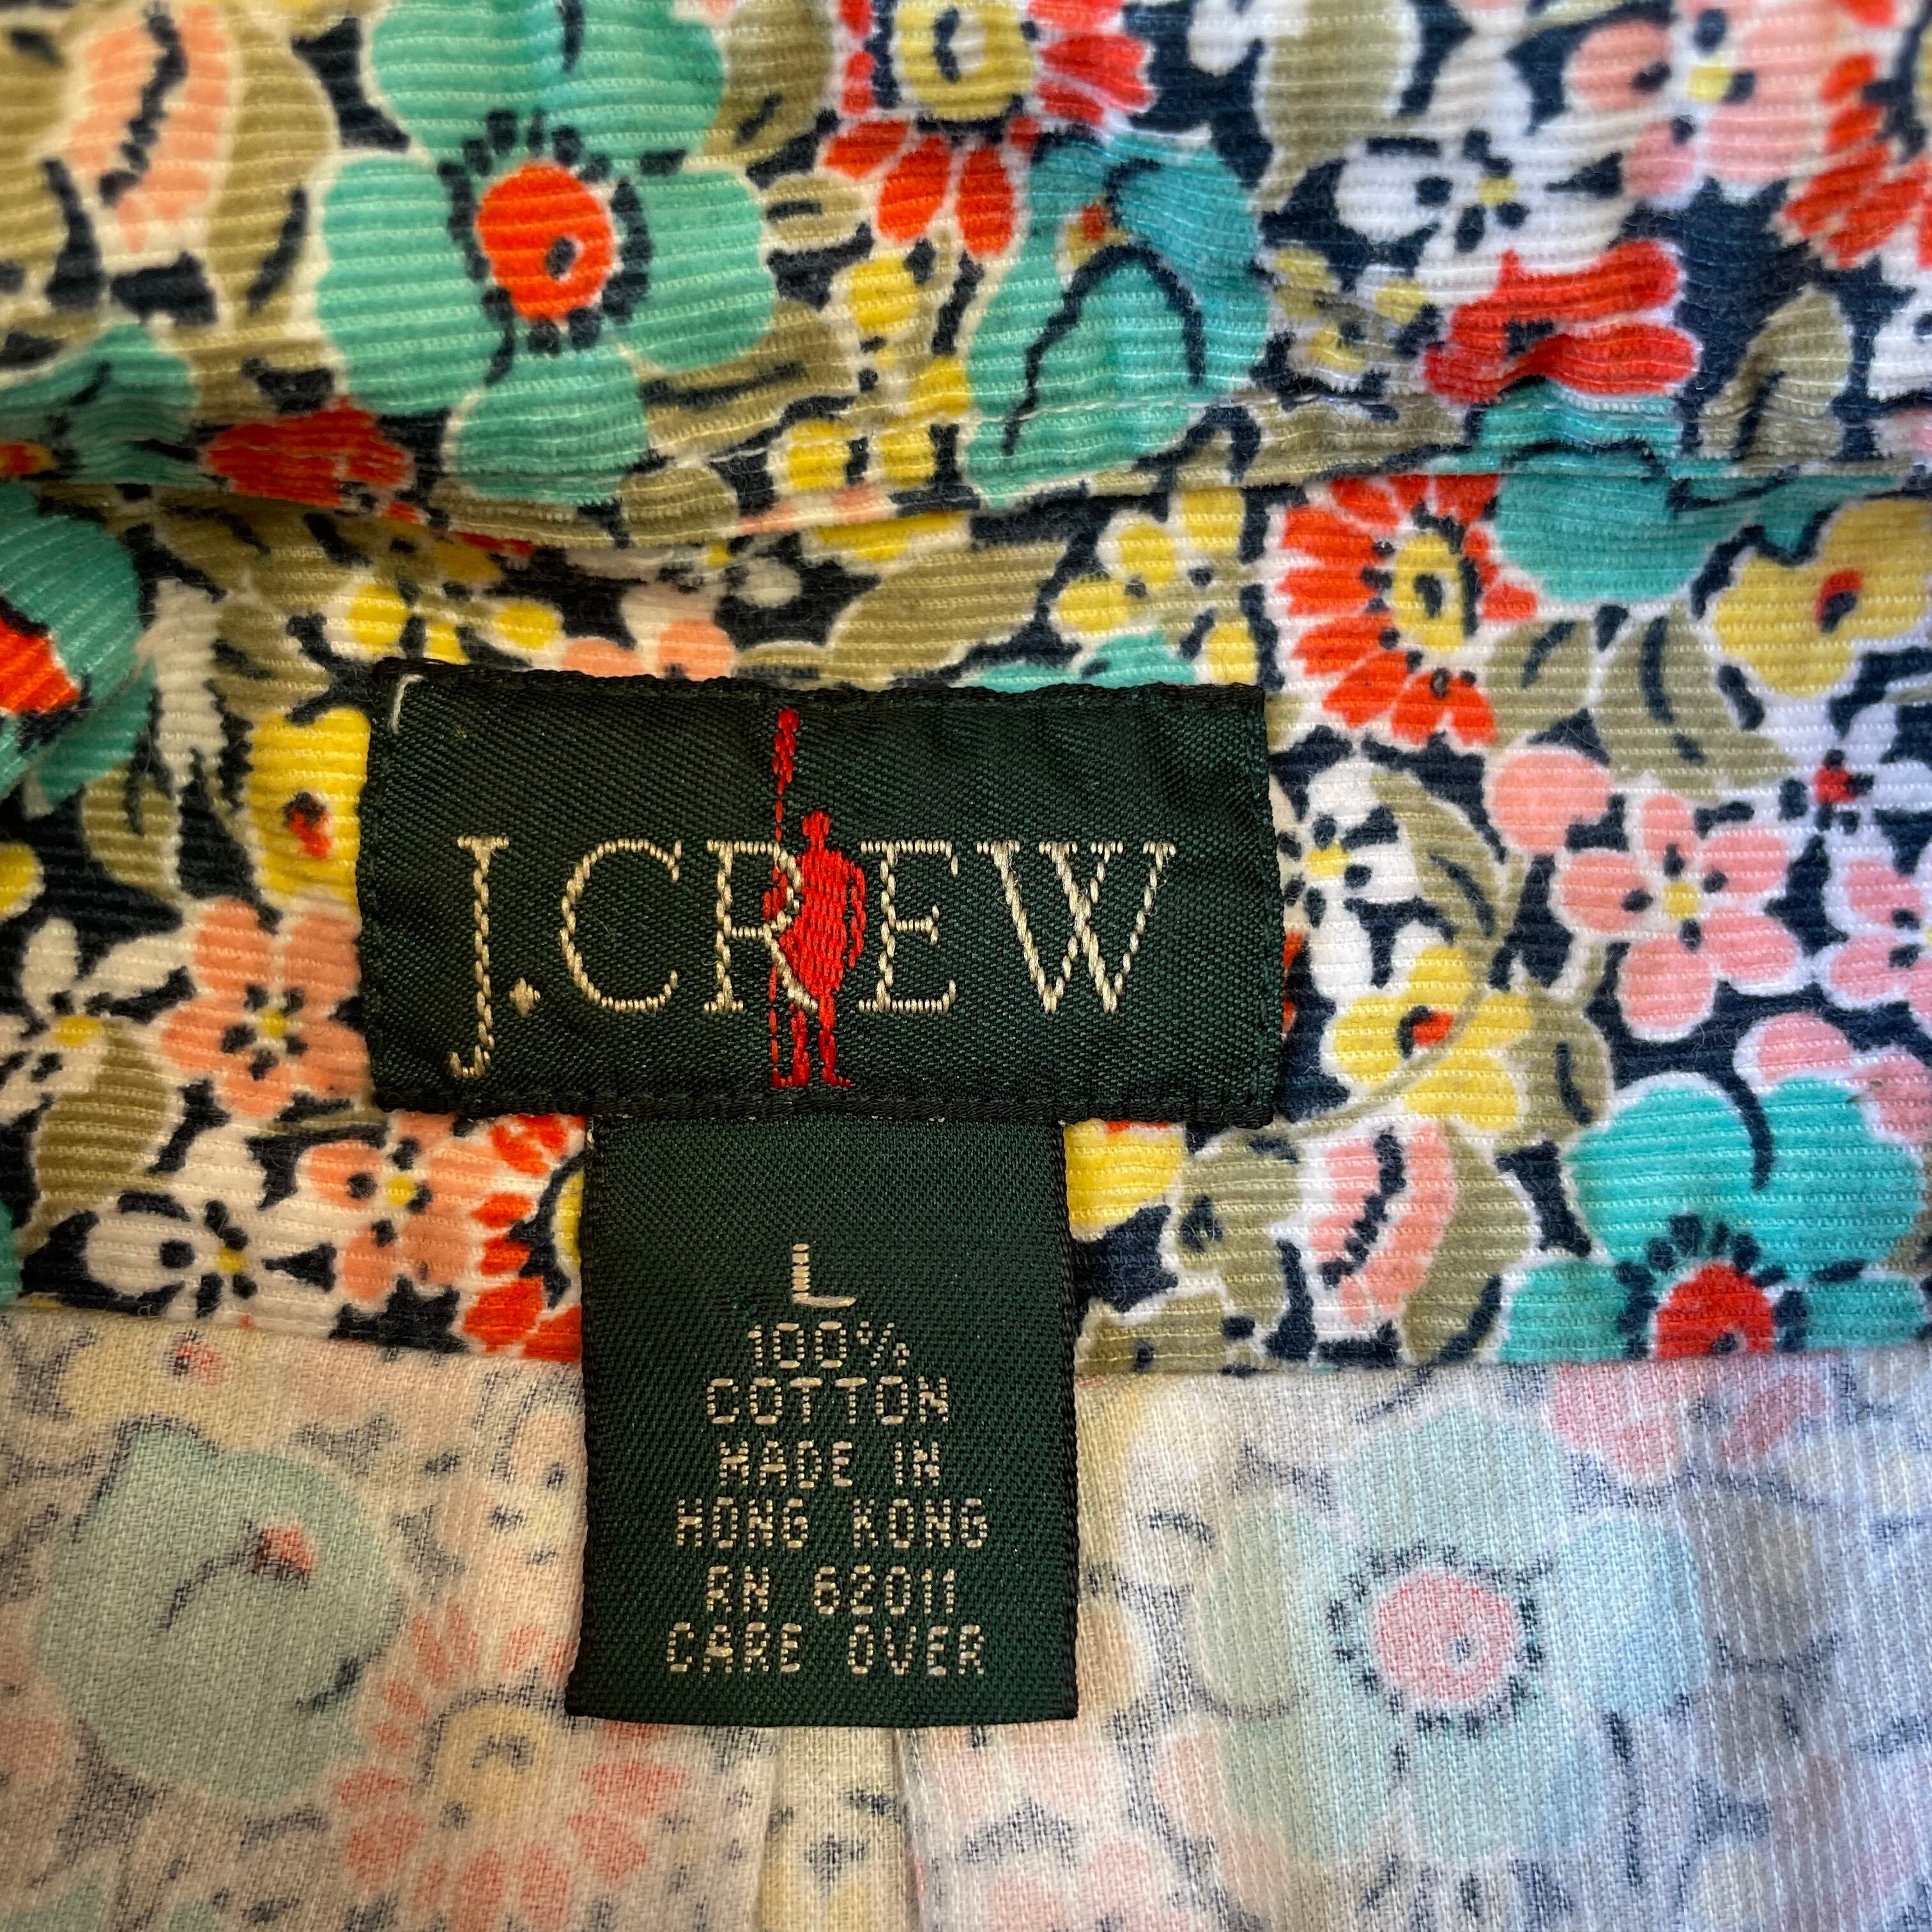 J.CREW
L
100%
COTTON
MADE IN
HONG KONG
RN 62011
CARE OVER